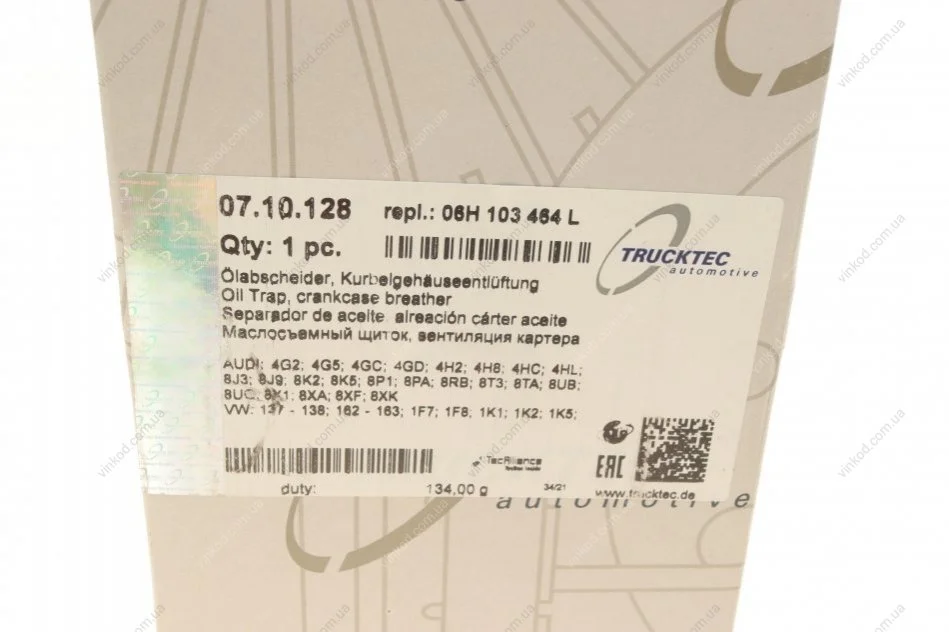 07.10.128
repl.: 06H 103 464 L
Qty: 1 pc.
TRUCKTEC
automotive
Ölabscheider, Kurbelgehäuseentlüftung
Oil Trap, crankcase breather
Separador de aceite, alreación cárter aceite
Маслосъемный щиток, вентиляция картера
AUDI: 4G2; 4G5; 4GC; 4GD; 4H2; 4H8; 4HC; 4HL;
8J3; 8J9; 8K2; 8K5; 8P1; 8PA; 8RB; 8T3; 8TA; 8UB;
8UG; 8X1; 8XA; 8XF; 8XK
VW: 137 - 138; 162 - 163; 1F7; 1F8; 1K1; 1K2; 1K5;
TecAlliance
EAC
duty:
134,00 g
34/21
www.trucktec.de
automotive
vinkod.com.ua